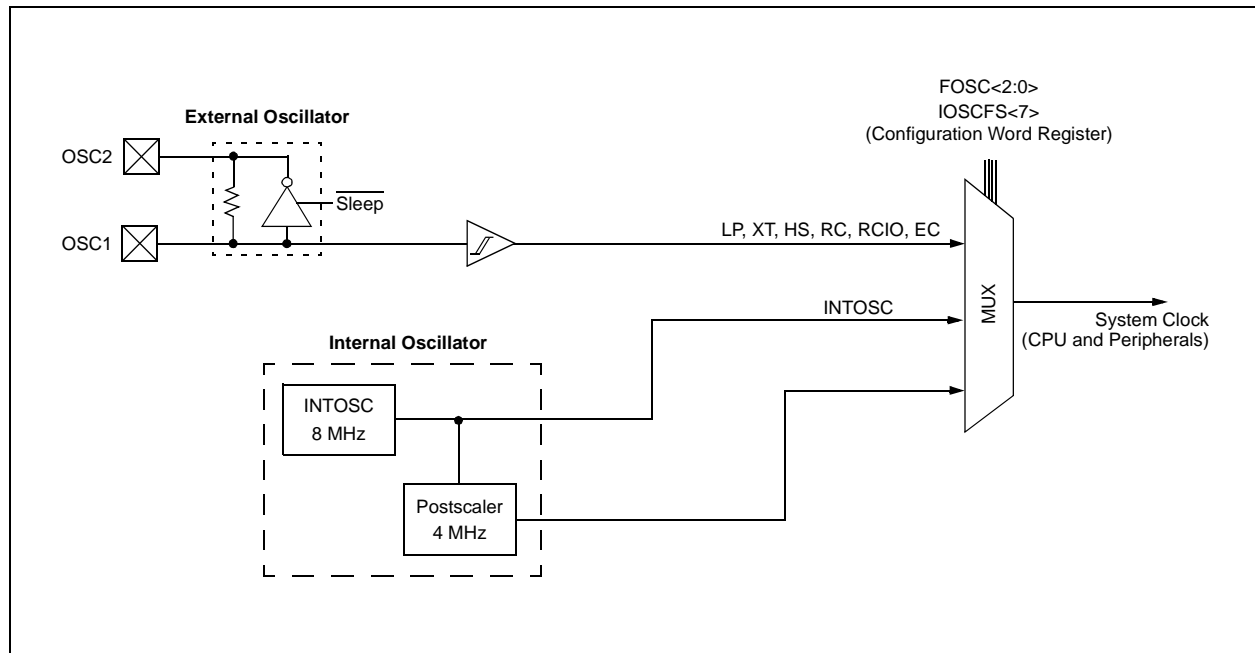 FOSC<2:0>
IOSCFS<7>
(Configuration Word Register)
External Oscillator
OSC2
Sleep
OSC1
LP, XT, HS, RC, RCIO, EC
MUX
INTOSC
System Clock
(CPU and Peripherals)
Internal Oscillator
INTOSC
8 MHz
Postscaler
4 MHz